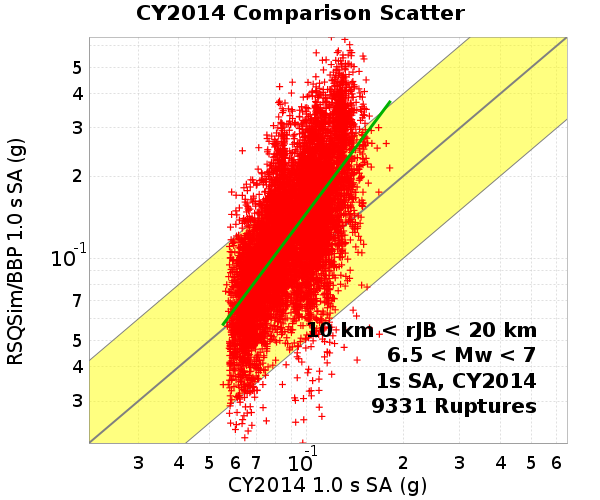 CY2014 Comparison Scatter
RSQSim/BBP 1.0 s SA (g)
5
4
3
2
10-1
7
5
4
3
10 km < rJB < 20 km
6.5 < Mw < 7
1s SA, CY2014
9331 Ruptures
3 4 5 6 7 10-1 2 3 4 5 6
CY2014 1.0 s SA (g)